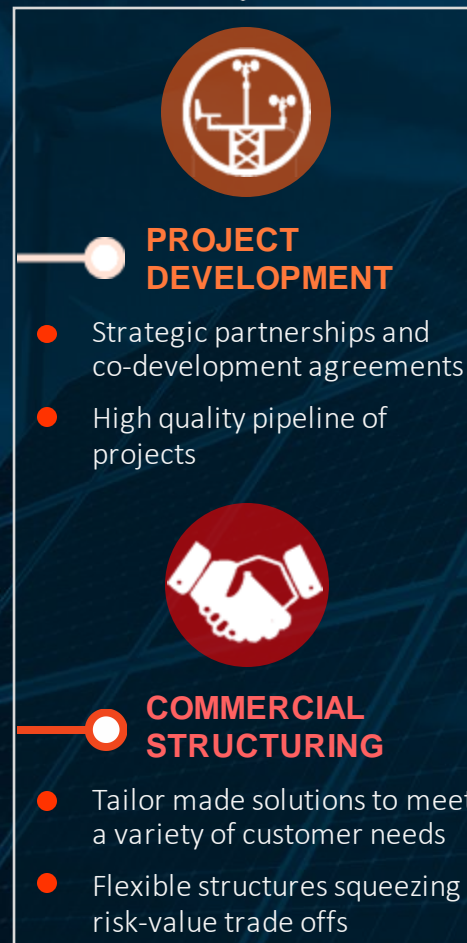 PROJECT
DEVELOPMENT
Strategic partnerships and
co-development agreements
High quality pipeline of
projects
COMMERCIAL
STRUCTURING
Tailor made solutions to meet
a variety of customer needs
Flexible structures squeezing
risk-value trade offs